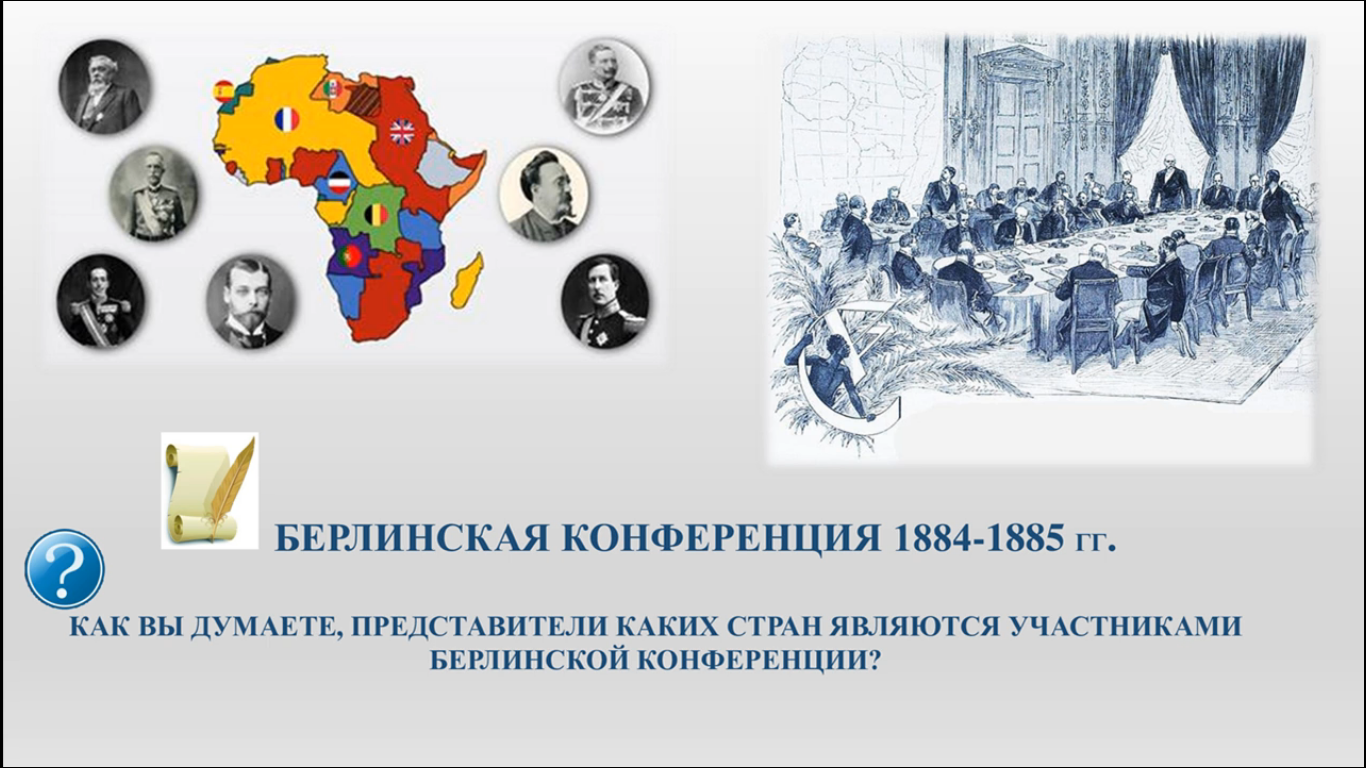 БЕРЛИНСКАЯ КОНФЕРЕНЦИЯ 1884-1885 гг.
?
КАК ВЫ ДУМАЕТЕ, ПРЕДСТАВИТЕЛИ КАКИХ СТРАН ЯВЛЯЮТСЯ УЧАСТНИКАМИ
БЕРЛИНСКОЙ КОНФЕРЕНЦИИ?